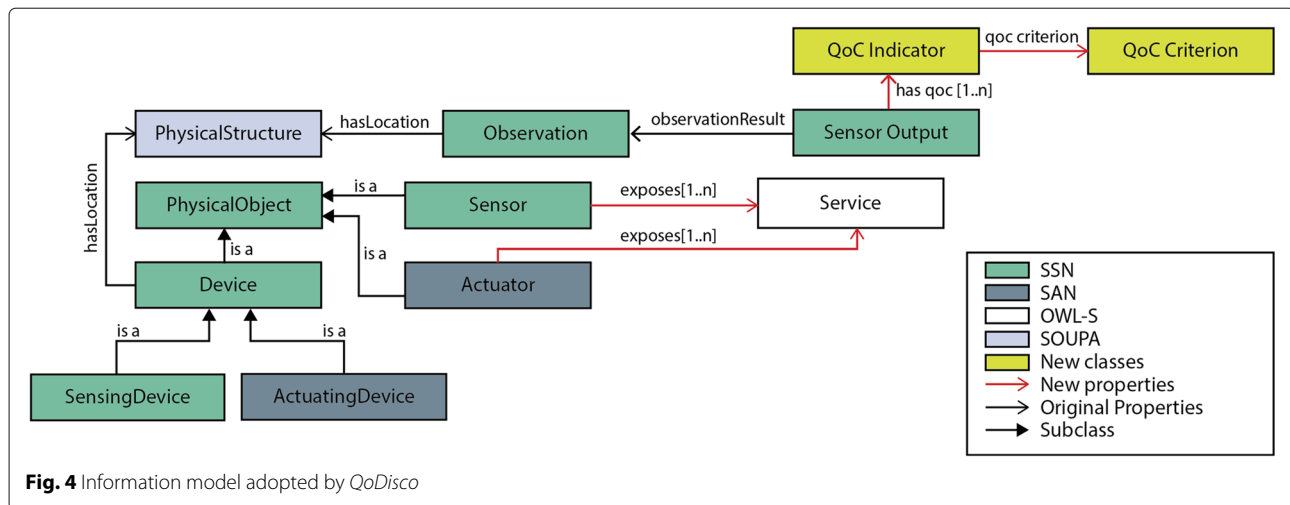 QoC Indicator
qoc criterion
QoC Criterion
has qoc [1..n]
PhysicalStructure
hasLocation
Observation
observationResult
Sensor Output
hasLocation
PhysicalObject
is a
Sensor
exposes[1..n]
Service
is a
is a
exposes[1..n]
Device
Actuator
is a
is a
SensingDevice
ActuatingDevice
SSN
SAN
OWL-S
SOUPA
New classes
New properties
Original Properties
Subclass
Fig. 4 Information model adopted by QoDisco